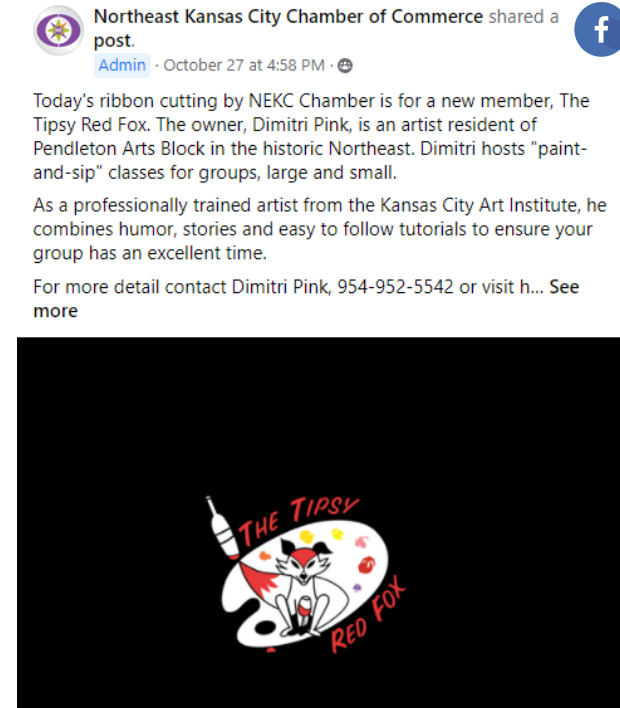 Northeast Kansas City Chamber of Commerce shared a
post.
Admin · October 27 at 4:58 PM ·
f
Today's ribbon cutting by NEKC Chamber is for a new member, The
Tipsy Red Fox. The owner, Dimitri Pink, is an artist resident of
Pendleton Arts Block in the historic Northeast. Dimitri hosts "paint-
and-sip" classes for groups, large and small.
As a professionally trained artist from the Kansas City Art Institute, he
combines humor, stories and easy to follow tutorials to ensure your
group has an excellent time.
For more detail contact Dimitri Pink, 954-952-5542 or visit h... See
more
THE TIPSY
RED FOX